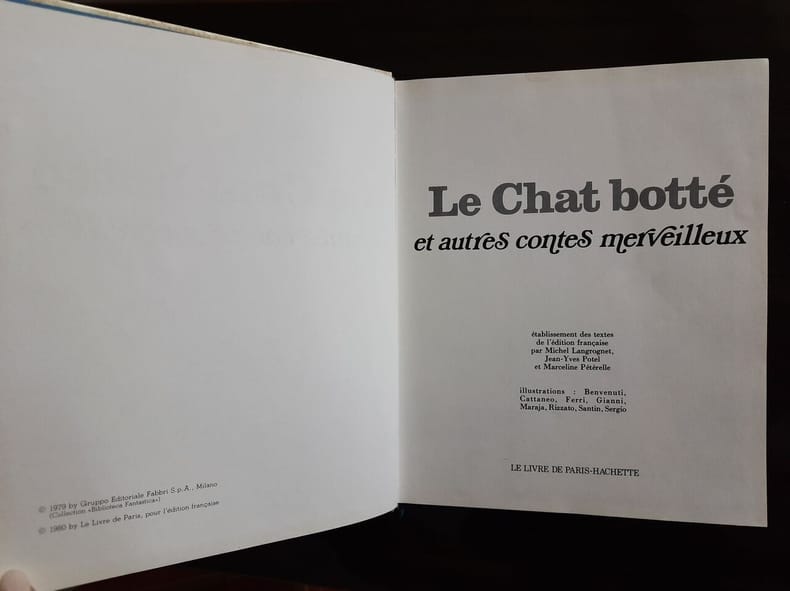 © 1979 by Gruppo Editoriale Fabbri S.p.A., Milano
(Collection «Biblioteca Fantastica»)
© 1980 by Le Livre de Paris, pour l'édition française
Le Chat botté
et autres contes merveilleux
établissement des textes
de l'édition française
par Michel Langrognet,
Jean-Yves Potel
et Marceline Pétérelle
illustrations : Benvenuti,
Cattaneo, Ferri, Gianni,
Maraja, Rizzato, Santin, Sergio
LE LIVRE DE PARIS-HACHETTE